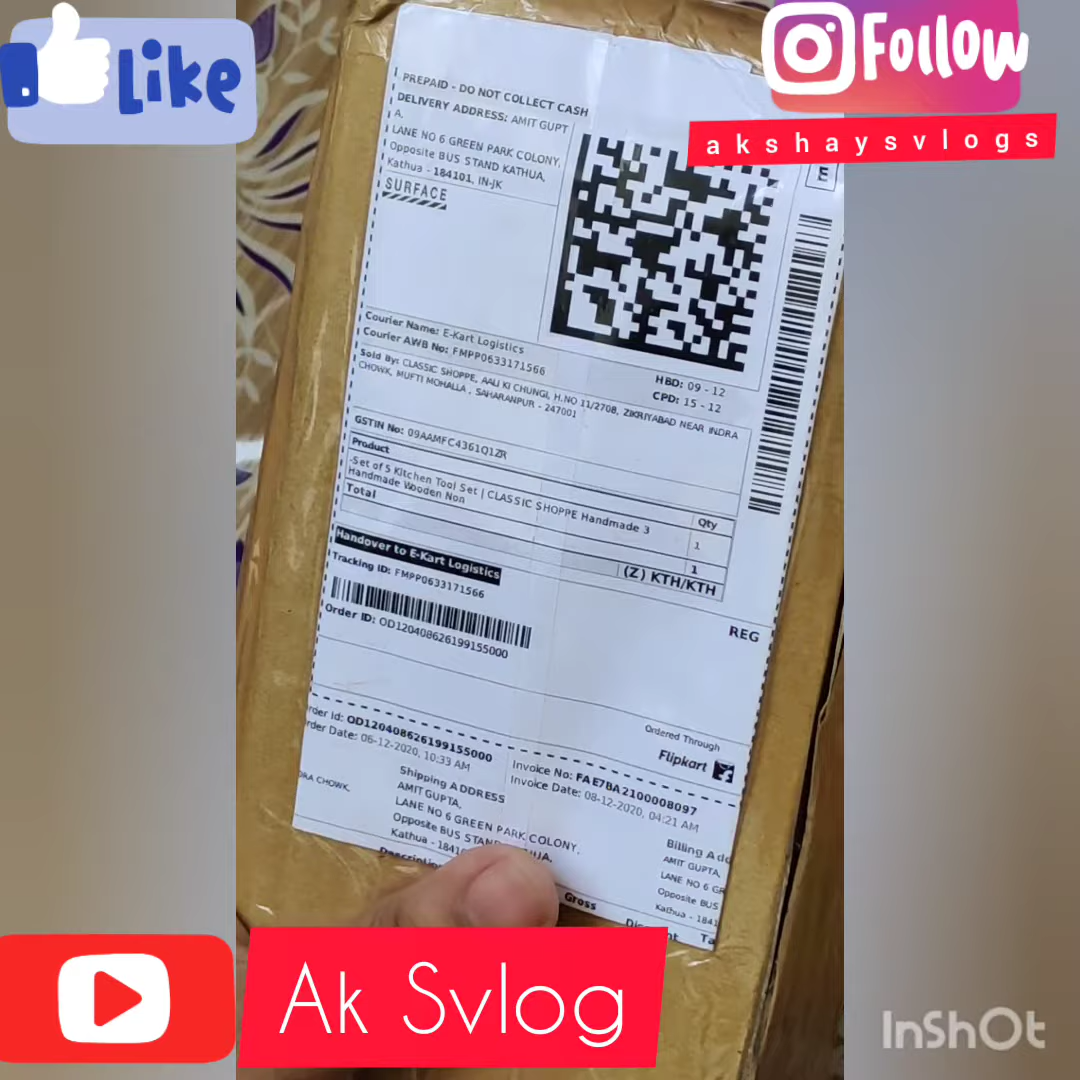 Like
Follow
akshaysvlogs
PREPAID - DO NOT COLLECT CASH
DELIVERY ADDRESS: AMIT GUPT
A,
LANE NO 6 GREEN PARK COLONY,
Opposite BUS STAND KATHUA,
Kathua - 184101, IN-JK
SURFACE
E
Courier Name: E-Kart Logistics
Courier AWB No: FMPP0633171566
HBD: 09 - 12
CPD: 15 - 12
Sold By: CLASSIC SHOPPE, AALI KI CHUNGI, H.NO 11/2708, ZIKRIYABAD NEAR INDRA
CHOWK, MUFTI MOHALLA , SAHARANPUR - 247001
GSTIN No: 09AAMFC4361Q1ZR
Product Qty
-Set of 5 Kitchen Tool Set | CLASSIC SHOPPE Handmade 3 1
Handmade Wooden Non
Total 1
Handover to E-Kart Logistics
(Z) KTH/KTH
Tracking ID: FMPP0633171566
REG
Order ID: OD120408626199155000
Ordered Through
Flipkart
rder Id: OD120408626199155000
rder Date: 06-12-2020, 10:33 AM
Invoice No: FAE7BA2100008097
Invoice Date: 08-12-2020, 04:21 AM
DRA CHOWK,
Shipping ADDRESS
AMIT GUPTA,
LANE NO 6 GREEN PARK COLONY,
Opposite BUS STAND
Kathua - 1841
Billing Add
AMIT GUPTA,
LANE NO 6 GR
Opposite BUS
Kathua - 1841
Gross
Ta
Ak Svlog
InShOt